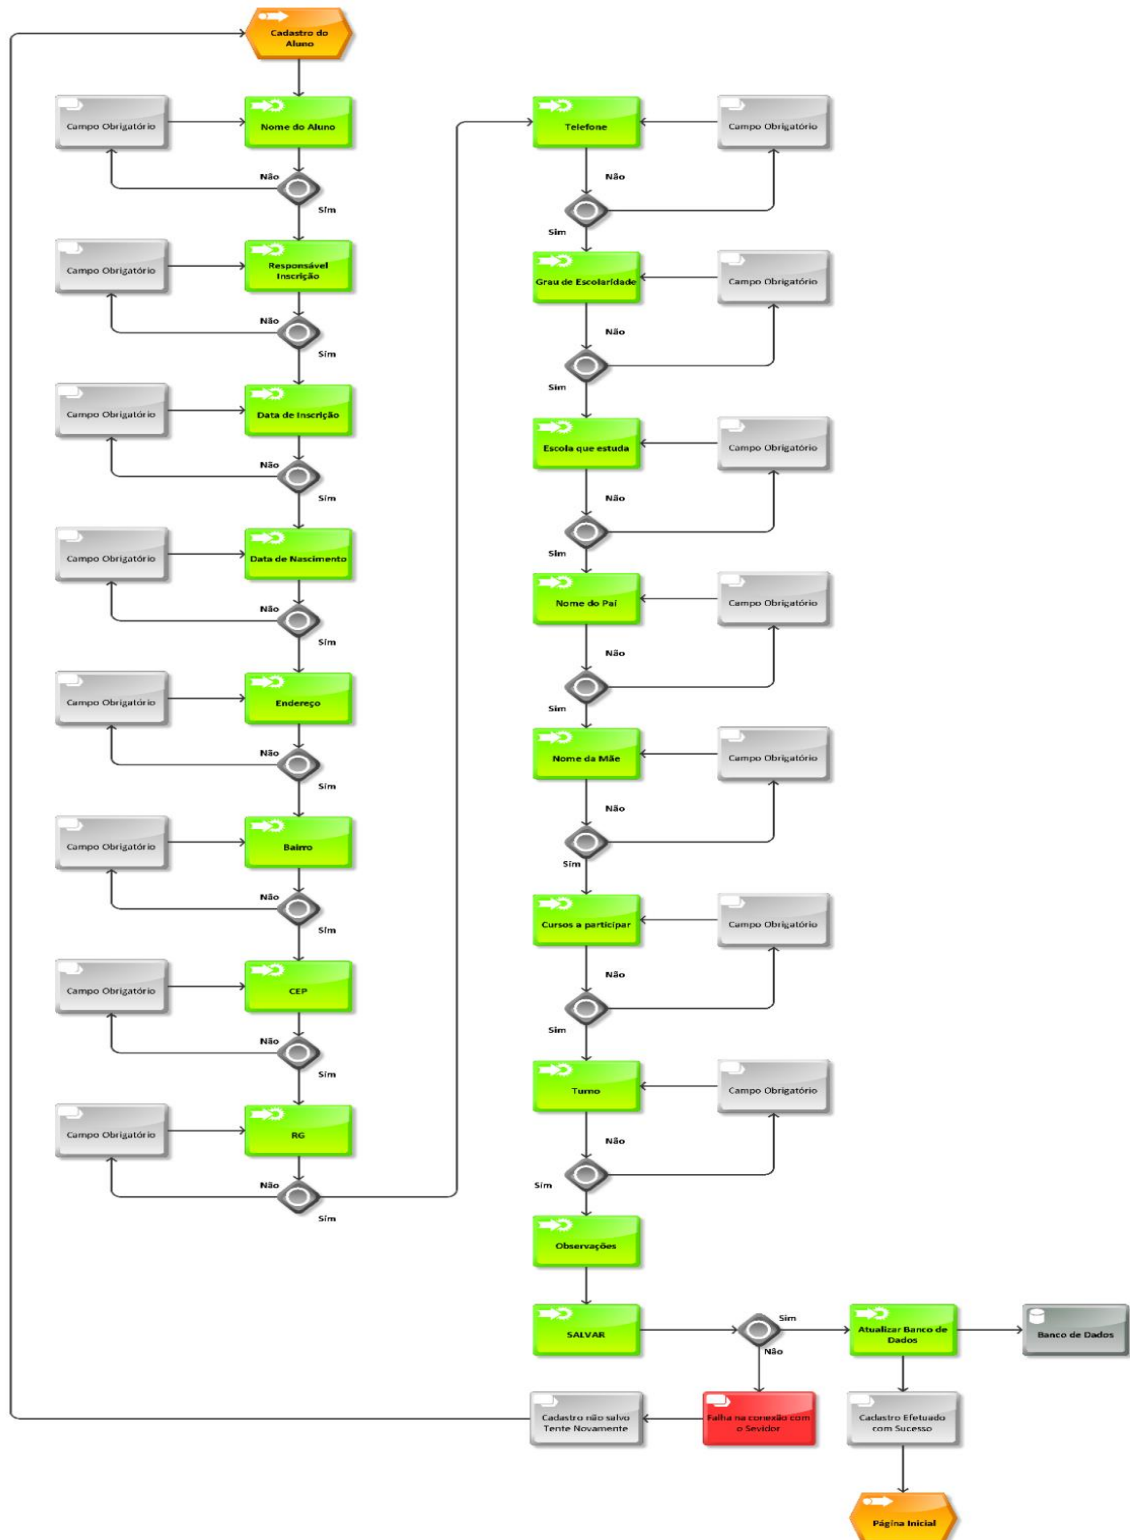 Cadastro do
Aluno
Campo Obrigatório
Nome do Aluno
Não
Sim
Campo Obrigatório
Responsável
Inscrição
Não
Sim
Campo Obrigatório
Data de Inscrição
Não
Sim
Campo Obrigatório
Data de Nascimento
Não
Sim
Campo Obrigatório
Endereço
Não
Sim
Campo Obrigatório
Bairro
Não
Sim
Campo Obrigatório
CEP
Não
Sim
Campo Obrigatório
RG
Não
Sim
Telefone
Campo Obrigatório
Não
Sim
Grau de Escolaridade
Campo Obrigatório
Não
Sim
Escola que estuda
Campo Obrigatório
Não
Sim
Nome do Pai
Campo Obrigatório
Não
Sim
Nome da Mãe
Campo Obrigatório
Não
Sim
Cursos a participar
Campo Obrigatório
Não
Sim
Turno
Campo Obrigatório
Não
Sim
Observações
SALVAR
Sim
Não
Atualizar Banco de
Dados
Banco de Dados
Cadastro não salvo
Tente Novamente
Falha na conexão com
o Sevidor
Cadastro Efetuado
com Sucesso
Página Inicial